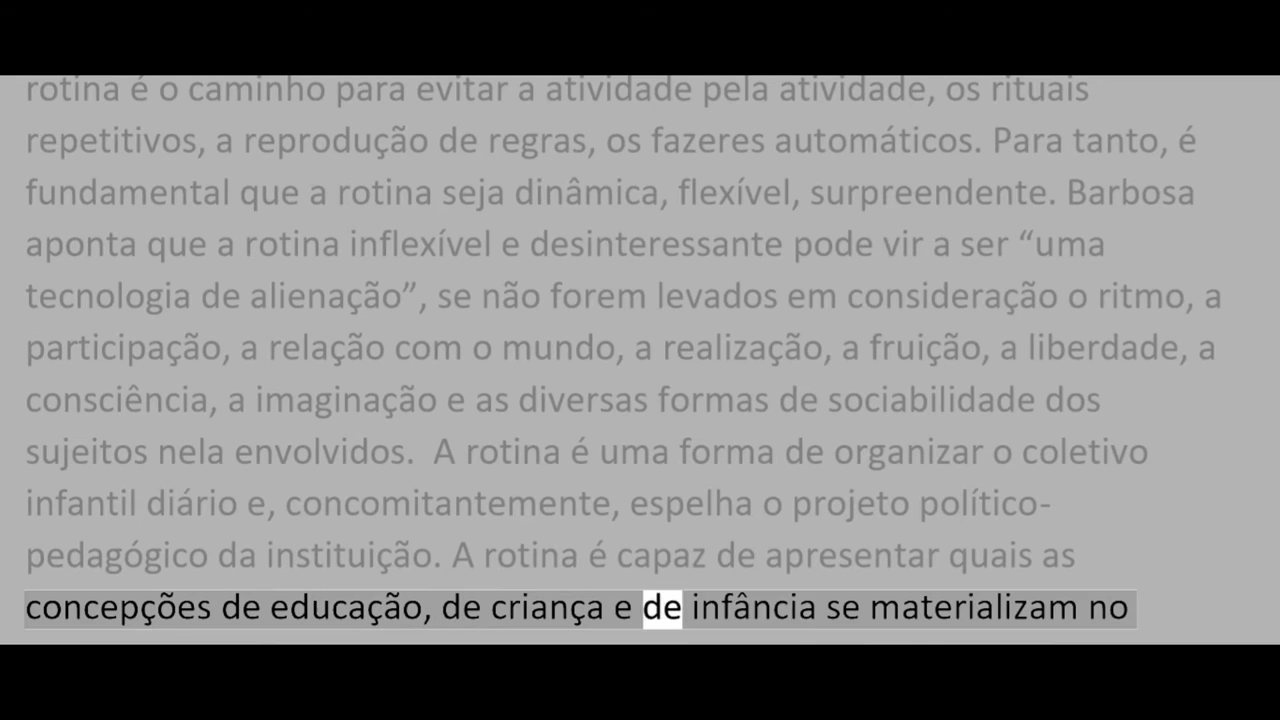 rotina é o caminho para evitar a atividade pela atividade, os rituais
repetitivos, a reprodução de regras, os fazeres automáticos. Para tanto, é
fundamental que a rotina seja dinâmica, flexível, surpreendente. Barbosa
aponta que a rotina inflexível e desinteressante pode vir a ser “uma
tecnologia de alienação”, se não forem levados em consideração o ritmo, a
participação, a relação com o mundo, a realização, a fruição, a liberdade, a
consciência, a imaginação e as diversas formas de sociabilidade dos
sujeitos nela envolvidos.  A rotina é uma forma de organizar o coletivo
infantil diário e, concomitantemente, espelha o projeto político-
pedagógico da instituição. A rotina é capaz de apresentar quais as
concepções de educação, de criança e de infância se materializam no